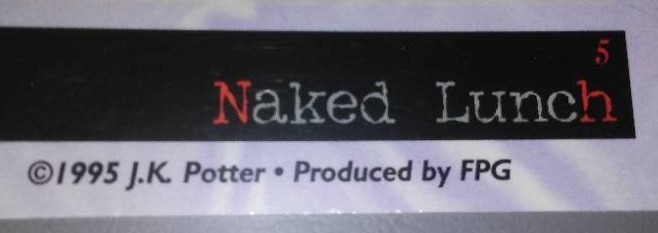 5
Naked Lunch
©1995 J.K. Potter • Produced by FPG